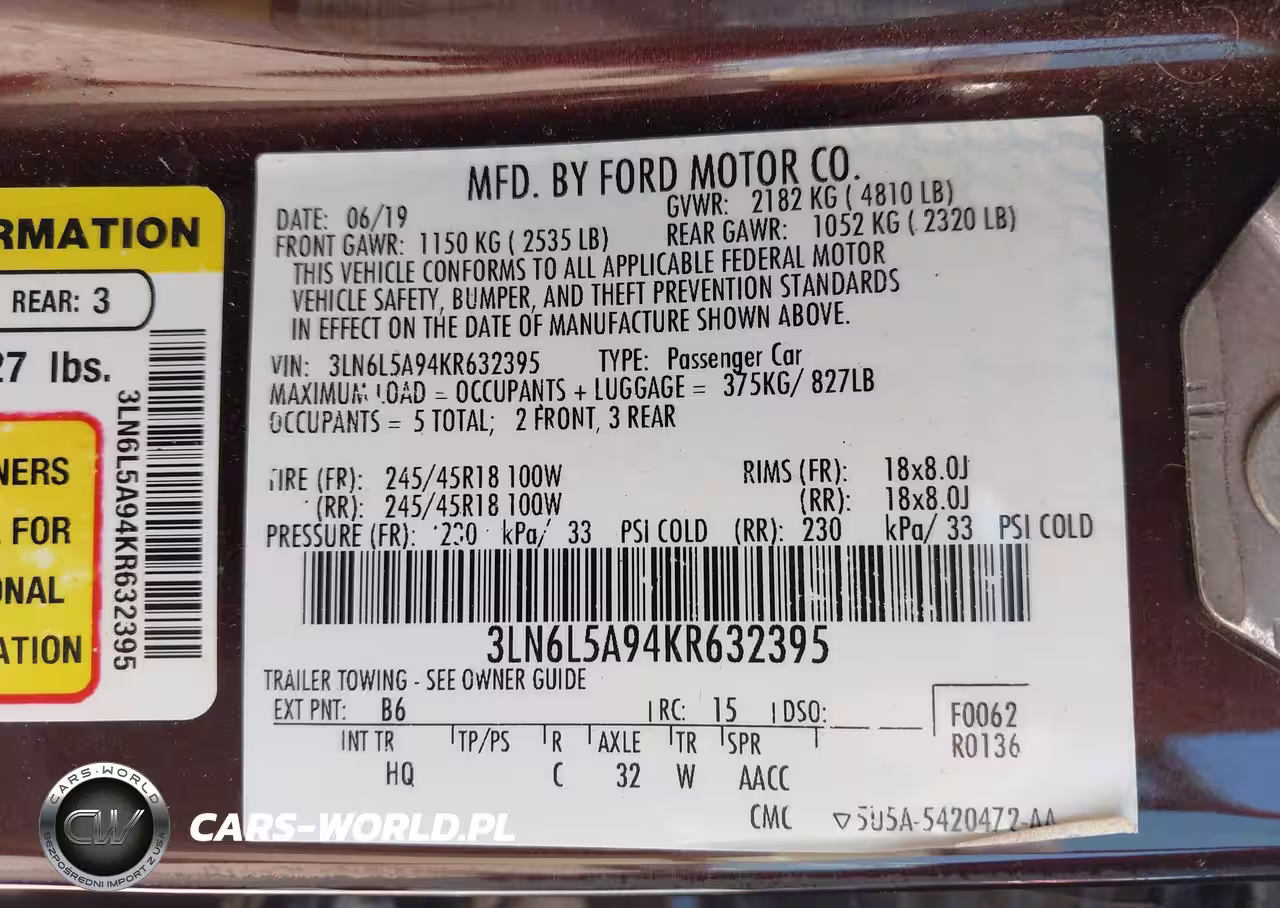 MFD. BY FORD MOTOR CO.
DATE: 06/19 GVWR: 2182 KG ( 4810 LB)
FRONT GAWR: 1150 KG ( 2535 LB) REAR GAWR: 1052 KG ( 2320 LB)
THIS VEHICLE CONFORMS TO ALL APPLICABLE FEDERAL MOTOR
VEHICLE SAFETY, BUMPER, AND THEFT PREVENTION STANDARDS
IN EFFECT ON THE DATE OF MANUFACTURE SHOWN ABOVE.
VIN: 3LN6L5A94KR632395 TYPE: Passenger Car
MAXIMUM LOAD = OCCUPANTS + LUGGAGE = 375KG/ 827LB
OCCUPANTS = 5 TOTAL; 2 FRONT, 3 REAR
TIRE (FR): 245/45R18 100W RIMS (FR): 18x8.0J
(RR): 245/45R18 100W (RR): 18x8.0J
PRESSURE (FR): 230 kPa/ 33 PSI COLD (RR): 230 kPa/ 33 PSI COLD
3LN6L5A94KR632395
TRAILER TOWING - SEE OWNER GUIDE
EXT PNT: B6 RC: 15 DSO:
F0062
R0136
INT TR TP/PS R AXLE TR SPR
HQ C 32 W AACC
CMC ▽5U5A-5420472-AA
RMATION
REAR: 3
27 lbs.
NERS
FOR
ONAL
ATION
3LN6L5A94KR632395
CARS-WORLD
CW
BEZPOŚREDNI IMPORT Z USA
CARS-WORLD.PL